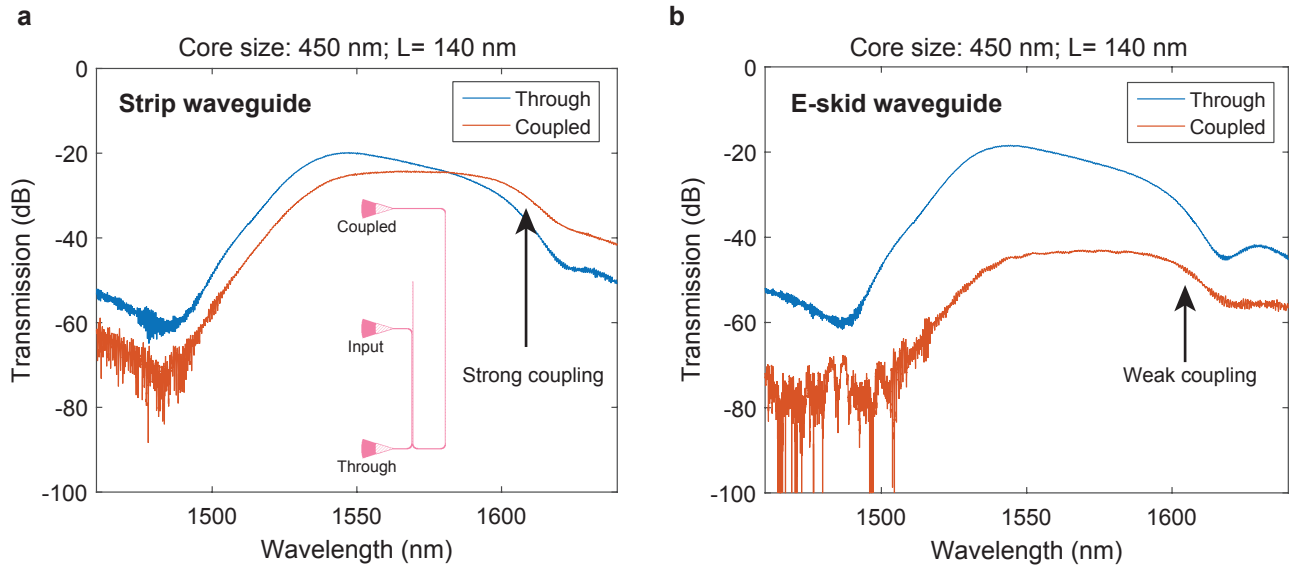 a
Core size: 450 nm; L= 140 nm
Strip waveguide
Through
Coupled
Transmission (dB)
0
-20
-40
-60
-80
-100
Coupled
Input
Through
Strong coupling
1500
1550
1600
Wavelength (nm)
b
Core size: 450 nm; L= 140 nm
E-skid waveguide
Through
Coupled
Transmission (dB)
0
-20
-40
-60
-80
-100
Weak coupling
1500
1550
1600
Wavelength (nm)